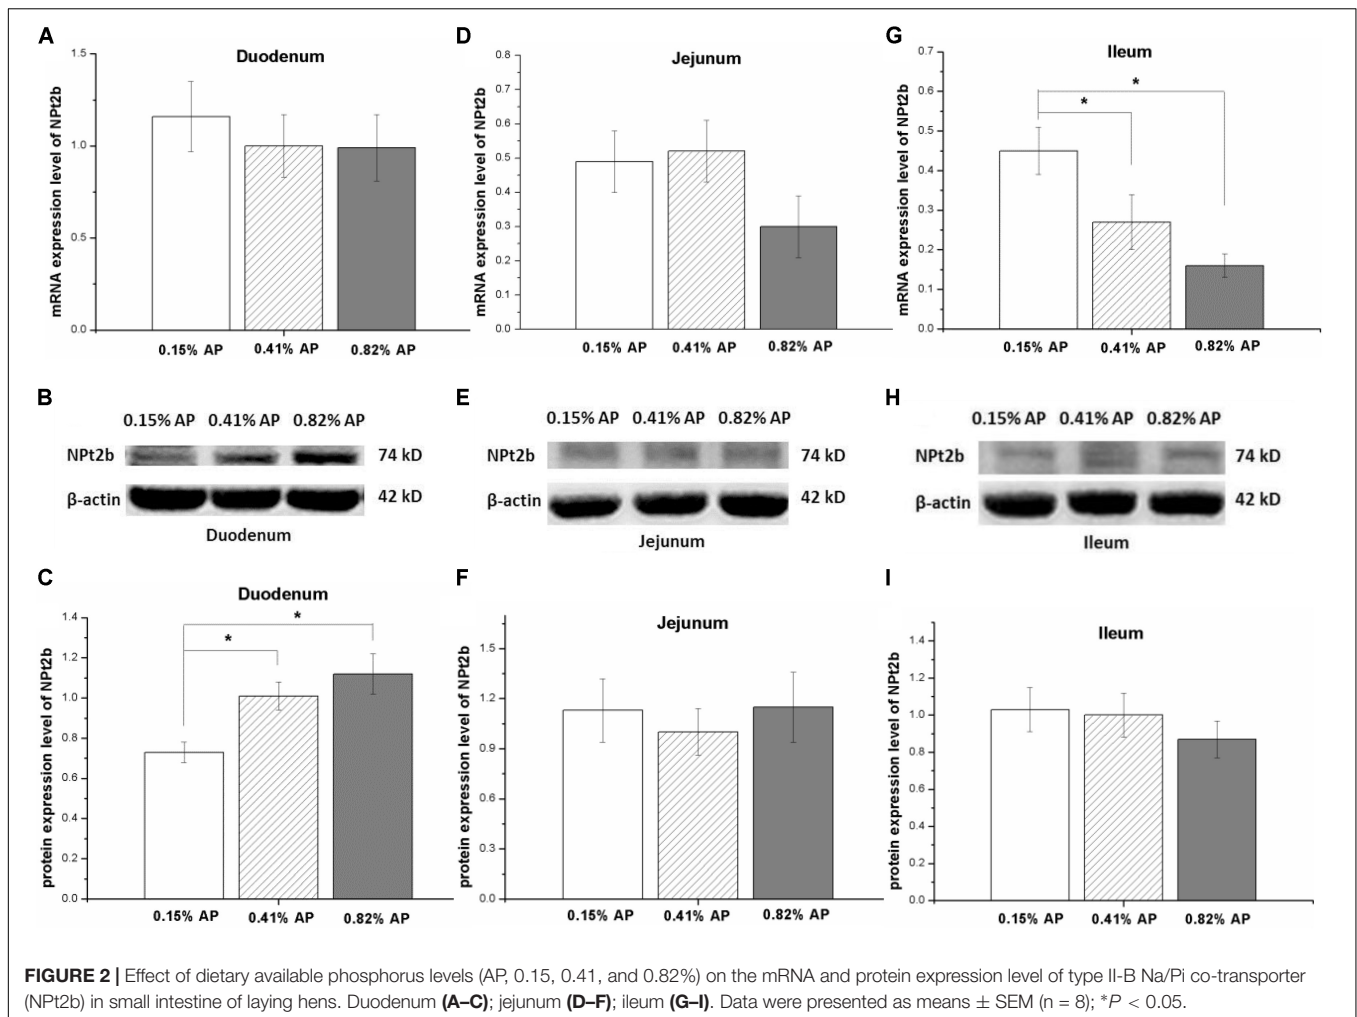 A
Duodenum
mRNA expression level of NPt2b
1.5
1.0
0.5
0.0
0.15% AP 0.41% AP 0.82% AP
D
Jejunum
mRNA expression level of NPt2b
0.8
0.7
0.6
0.5
0.4
0.3
0.2
0.1
0.0
0.15% AP 0.41% AP 0.82% AP
G
Ileum
mRNA expression level of NPt2b
0.7
0.6
0.5
0.4
0.3
0.2
0.1
0.0
*
*
0.15% AP 0.41% AP 0.82% AP
B
0.15% AP 0.41% AP 0.82% AP
NPt2b 74 kD
β-actin 42 kD
Duodenum
E
0.15% AP 0.41% AP 0.82% AP
NPt2b 74 kD
β-actin 42 kD
Jejunum
H
0.15% AP 0.41% AP 0.82% AP
NPt2b 74 kD
β-actin 42 kD
Ileum
C
Duodenum
protein expression level of NPt2b
1.4
1.2
1.0
0.8
0.6
0.4
0.2
0.0
*
*
0.15% AP 0.41% AP 0.82% AP
F
Jejunum
protein expression level of NPt2b
1.5
1.2
0.9
0.6
0.3
0.0
0.15% AP 0.41% AP 0.82% AP
I
Ileum
protein expression level of NPt2b
1.4
1.2
1.0
0.8
0.6
0.4
0.2
0.0
0.15% AP 0.41% AP 0.82% AP
FIGURE 2 | Effect of dietary available phosphorus levels (AP, 0.15, 0.41, and 0.82%) on the mRNA and protein expression level of type II-B Na/Pi co-transporter
(NPt2b) in small intestine of laying hens. Duodenum (A–C); jejunum (D–F); ileum (G–I). Data were presented as means ± SEM (n = 8); *P < 0.05.